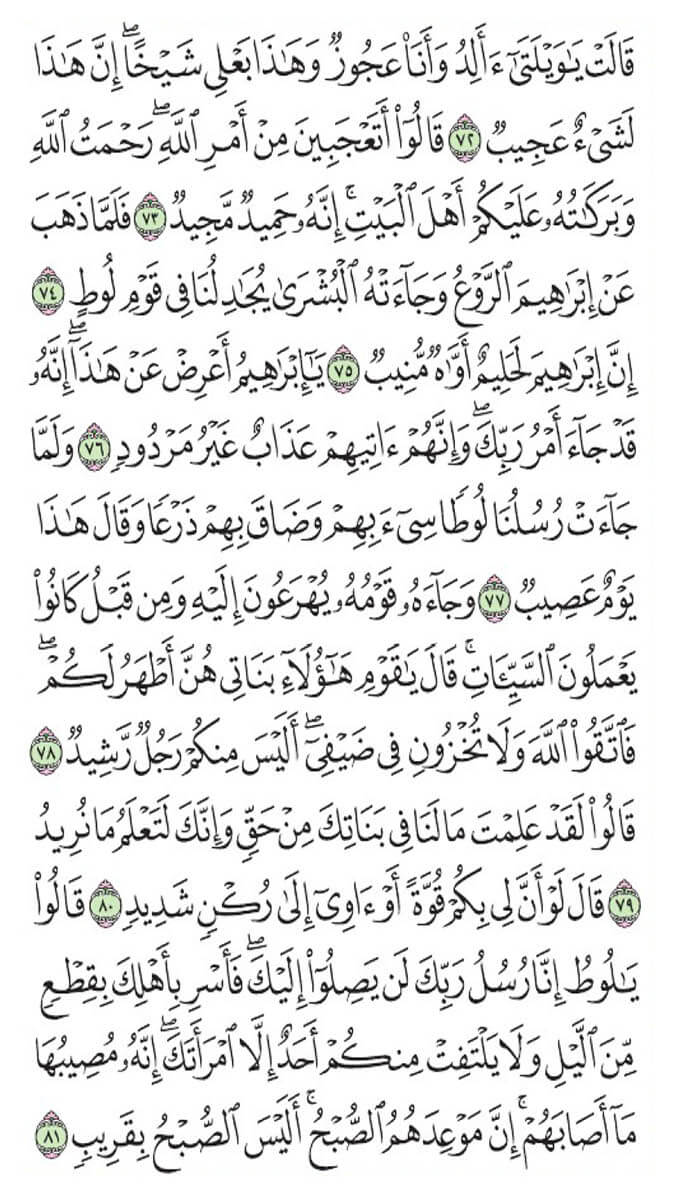 قَالَتْ يَـٰوَيْلَتَىٰٓ ءَأَلِدُ وَأَنَا۠ عَجُوزٌ وَهَـٰذَا بَعْلِى شَيْخًا ۖ إِنَّ هَـٰذَا
لَشَىْءٌ عَجِيبٌ ٧٢ قَالُوٓا۟ أَتَعْجَبِينَ مِنْ أَمْرِ ٱللَّهِ ۖ رَحْمَتُ ٱللَّهِ
وَبَرَكَـٰتُهُۥ عَلَيْكُمْ أَهْلَ ٱلْبَيْتِ ۚ إِنَّهُۥ حَمِيدٌ مَّجِيدٌ ٧٣ فَلَمَّا ذَهَبَ
عَنْ إِبْرَٰهِيمَ ٱلرَّوْعُ وَجَآءَتْهُ ٱلْبُشْرَىٰ يُجَـٰدِلُنَا فِى قَوْمِ لُوطٍ ٧٤
إِنَّ إِبْرَٰهِيمَ لَحَلِيمٌ أَوَّٰهٌ مُّنِيبٌ ٧٥ يَـٰٓإِبْرَٰهِيمُ أَعْرِضْ عَنْ هَـٰذَآ ۖ إِنَّهُۥ
قَدْ جَآءَ أَمْرُ رَبِّكَ ۖ وَإِنَّهُمْ ءَاتِيهِمْ عَذَابٌ غَيْرُ مَرْدُودٍ ٧٦ وَلَمَّا
جَآءَتْ رُسُلُنَا لُوطًا سِىٓءَ بِهِمْ وَضَاقَ بِهِمْ ذَرْعًا وَقَالَ هَـٰذَا
يَوْمٌ عَصِيبٌ ٧٧ وَجَآءَهُۥ قَوْمُهُۥ يُهْرَعُونَ إِلَيْهِ وَمِن قَبْلُ كَانُوا۟
يَعْمَلُونَ ٱلسَّيِّـَٔاتِ ۚ قَالَ يَـٰقَوْمِ هَـٰٓؤُلَآءِ بَنَاتِى هُنَّ أَطْهَرُ لَكُمْ ۖ
فَٱتَّقُوا۟ ٱللَّهَ وَلَا تُخْزُونِ فِى ضَيْفِىٓ ۖ أَلَيْسَ مِنكُمْ رَجُلٌ رَّشِيدٌ ٧٨
قَالُوا۟ لَقَدْ عَلِمْتَ مَا لَنَا فِى بَنَاتِكَ مِنْ حَقٍّ وَإِنَّكَ لَتَعْلَمُ مَا نُرِيدُ
٧٩ قَالَ لَوْ أَنَّ لِى بِكُمْ قُوَّةً أَوْ ءَاوِىٓ إِلَىٰ رُكْنٍ شَدِيدٍ ٨٠ قَالُوا۟
يَـٰلُوطُ إِنَّا رُسُلُ رَبِّكَ لَن يَصِلُوٓا۟ إِلَيْكَ ۖ فَأَسْرِ بِأَهْلِكَ بِقِطْعٍ
مِّنَ ٱلَّيْلِ وَلَا يَلْتَفِتْ مِنكُمْ أَحَدٌ إِلَّا ٱمْرَأَتَكَ ۖ إِنَّهُۥ مُصِيبُهَا
مَآ أَصَابَهُمْ ۚ إِنَّ مَوْعِدَهُمُ ٱلصُّبْحُ ۚ أَلَيْسَ ٱلصُّبْحُ بِقَرِيبٍ ٨١